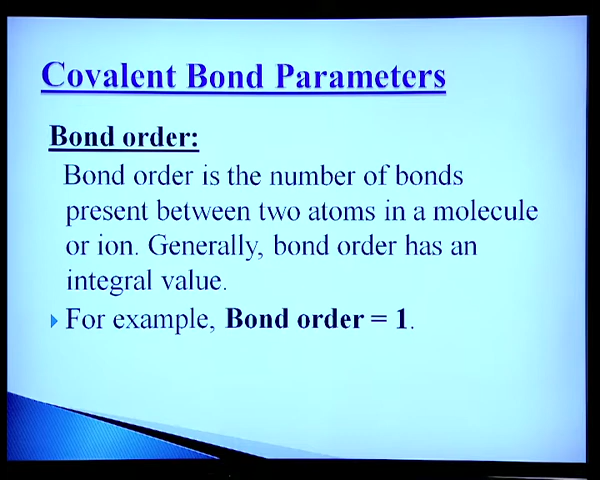 Covalent Bond Parameters
Bond order:
Bond order is the number of bonds
present between two atoms in a molecule
or ion. Generally, bond order has an
integral value.
For example, Bond order = 1.